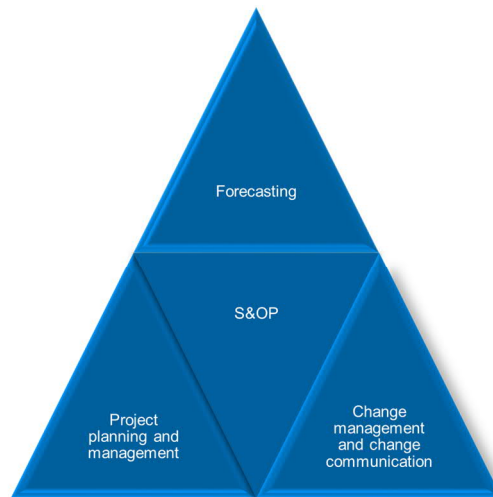 Forecasting
S&OP
Project
planning and
management
Change
management
and change
communication